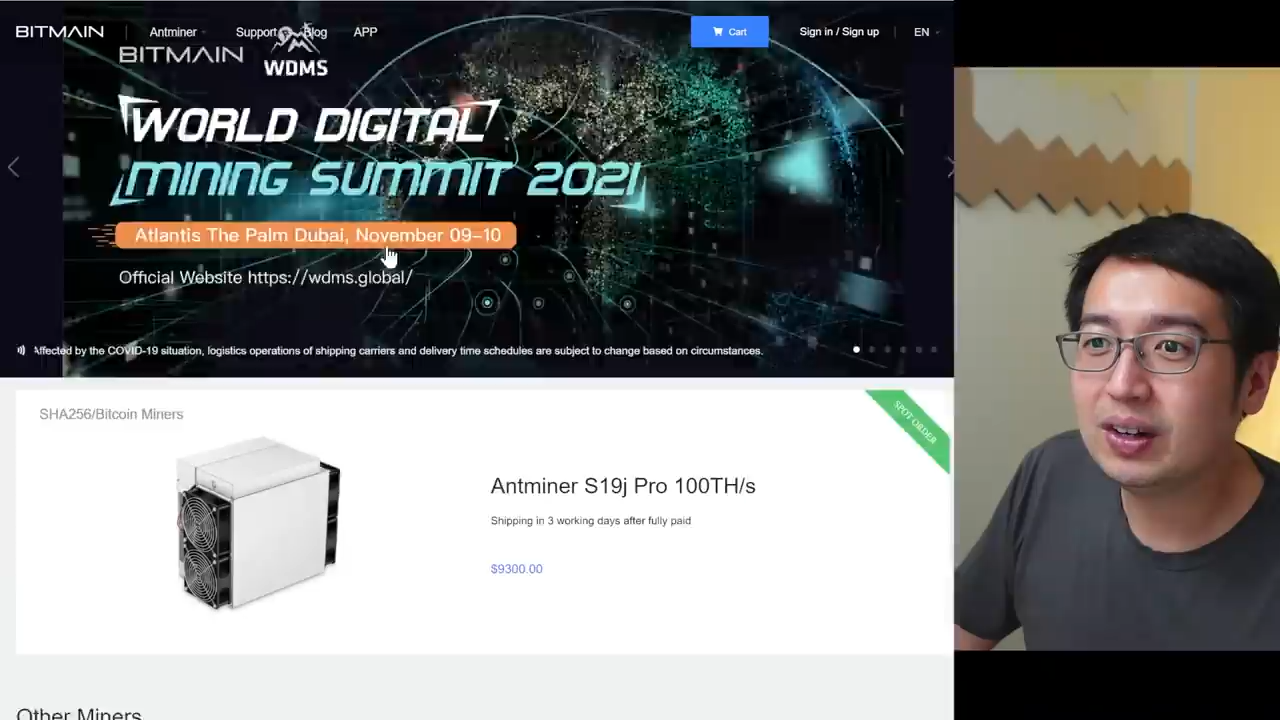 BITMAIN Antminer Support Blog APP Cart Sign in / Sign up EN
BITMAIN WDMS
WORLD DIGITAL
MINING SUMMIT 2021
Atlantis The Palm Dubai, November 09–10
Official Website https://wdms.global/
Affected by the COVID-19 situation, logistics operations of shipping carriers and delivery time schedules are subject to change based on circumstances.
SHA256/Bitcoin Miners
SPOT ORDER
Antminer S19j Pro 100TH/s
Shipping in 3 working days after fully paid
$9300.00
Other Miners